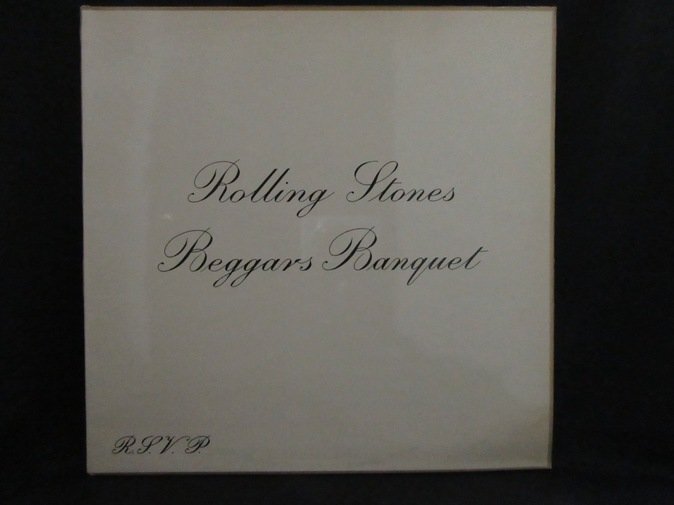 Rolling Stones
Beggars Banquet
R.S.V.P.